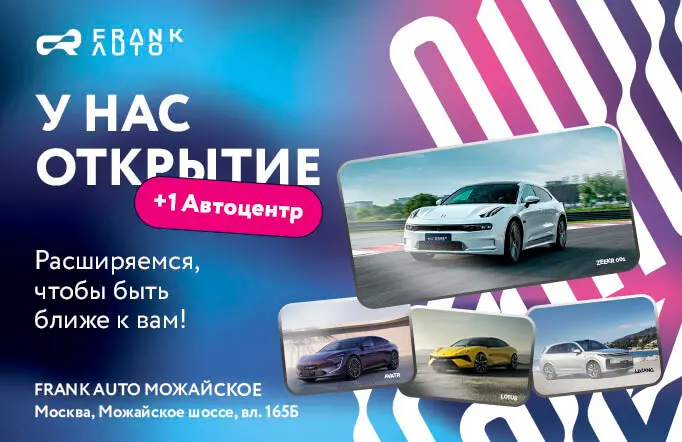 FRANK
AUTO
У НАС
ОТКРЫТИЕ
+1 Автоцентр
Расширяемся,
чтобы быть
ближе к вам!
ZEEKR 001
AVATR
LOTUS
LIXIANG
FRANK AUTO МОЖАЙСКОЕ
Москва, Можайское шоссе, вл. 165Б